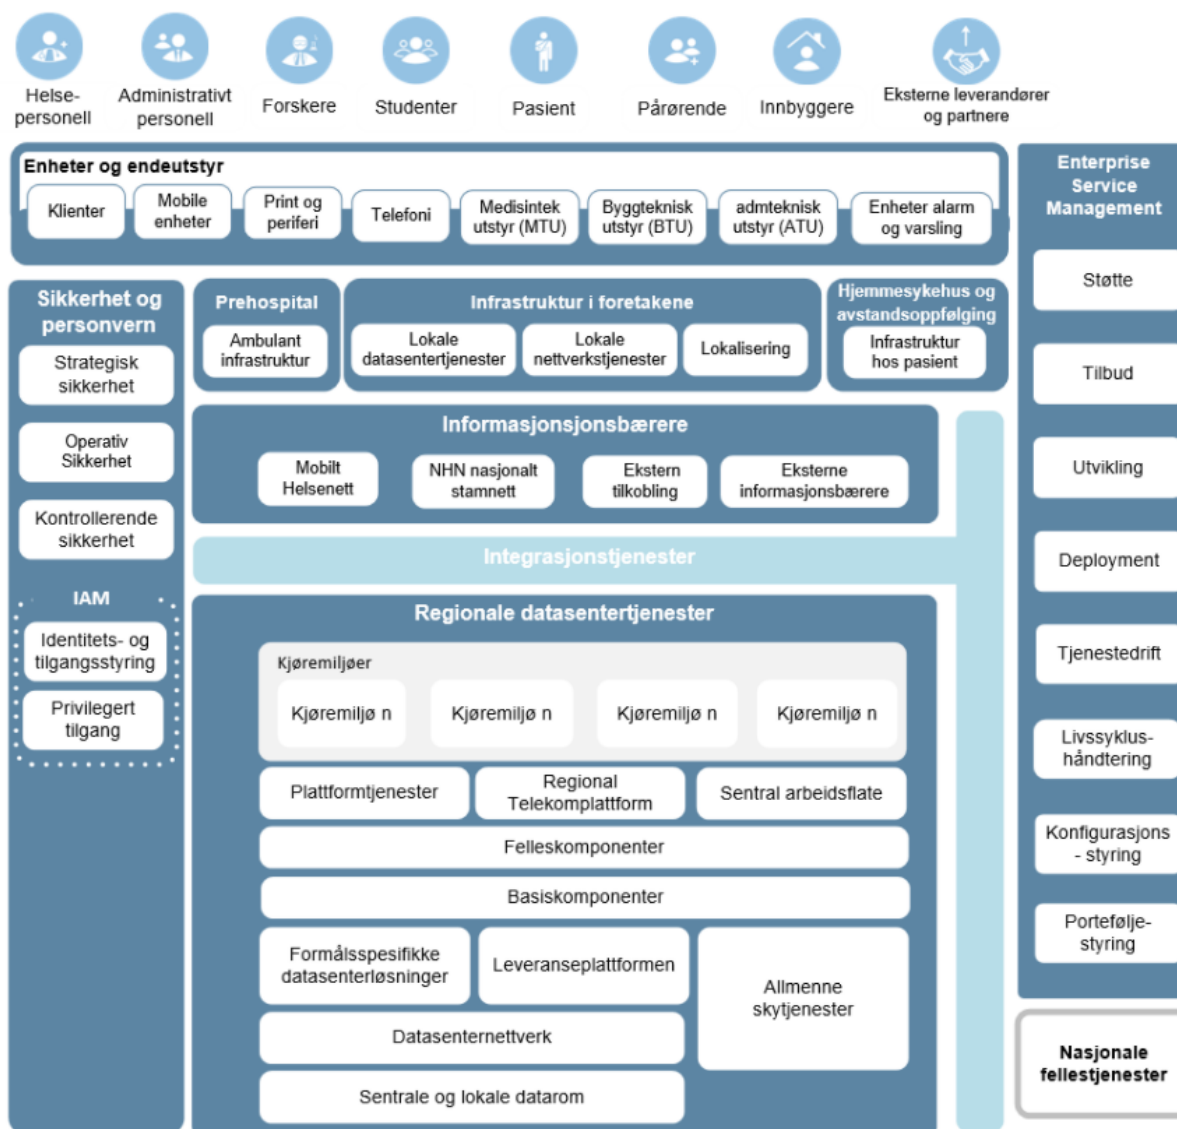 Helse-
personell
Administrativt
personell
Forskere
Studenter
Pasient
Pårørende
Innbyggere
Eksterne leverandører
og partnere
Enheter og endeutstyr
Klienter
Mobile
enheter
Print og
periferi
Telefoni
Medisintek
utstyr (MTU)
Byggteknisk
utstyr (BTU)
admteknisk
utstyr (ATU)
Enheter alarm
og varsling
Enterprise
Service
Management
Støtte
Tilbud
Utvikling
Deployment
Tjenestedrift
Livssyklus-
håndtering
Konfigurasjons
- styring
Portefølje-
styring
Nasjonale
fellestjenester
Sikkerhet og
personvern
Strategisk
sikkerhet
Operativ
Sikkerhet
Kontrollerende
sikkerhet
IAM
Identitets- og
tilgangsstyring
Privilegert
tilgang
Prehospital
Ambulant
infrastruktur
Infrastruktur i foretakene
Lokale
datasentertjenester
Lokale
nettverkstjenester
Lokalisering
Hjemmesykehus og
avstandsoppfølging
Infrastruktur
hos pasient
Informasjonsjonsbærere
Mobilt
Helsenett
NHN nasjonalt
stamnett
Ekstern
tilkobling
Eksterne
informasjonsbærere
Integrasjonstjenester
Regionale datasentertjenester
Kjøremiljøer
Kjøremiljø n
Kjøremiljø n
Kjøremiljø n
Kjøremiljø n
Plattformtjenester
Regional
Telekomplattform
Sentral arbeidsflate
Felleskomponenter
Basiskomponenter
Formålsspesifikke
datasenterløsninger
Leveranseplattformen
Allmenne
skytjenester
Datasenternettverk
Sentrale og lokale datarom